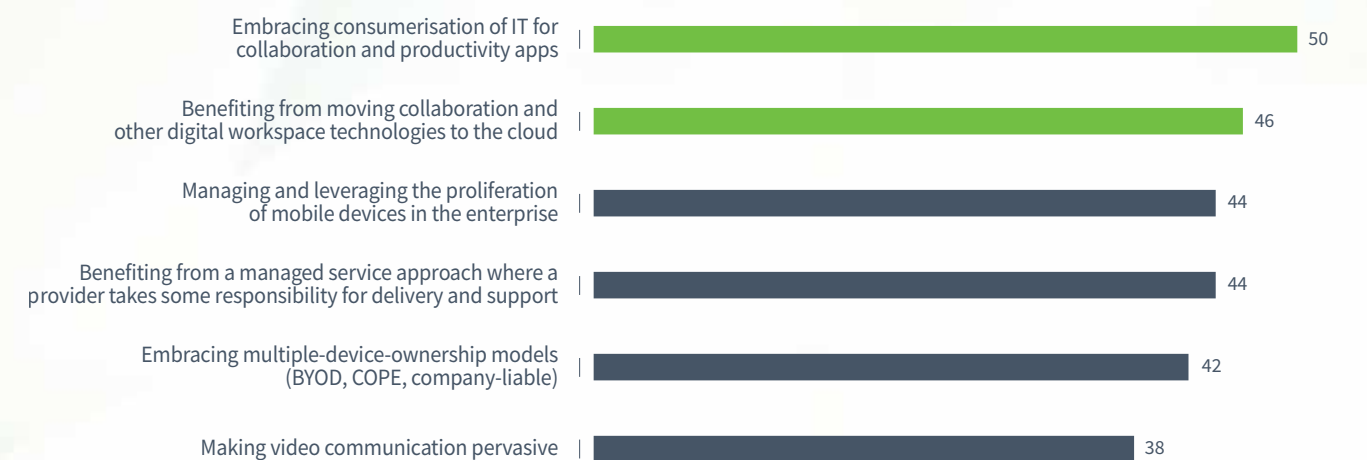 Embracing consumerisation of IT for
collaboration and productivity apps
50
Benefiting from moving collaboration and
other digital workspace technologies to the cloud
46
Managing and leveraging the proliferation
of mobile devices in the enterprise
44
Benefiting from a managed service approach where a
provider takes some responsibility for delivery and support
44
Embracing multiple-device-ownership models
(BYOD, COPE, company-liable)
42
Making video communication pervasive
38